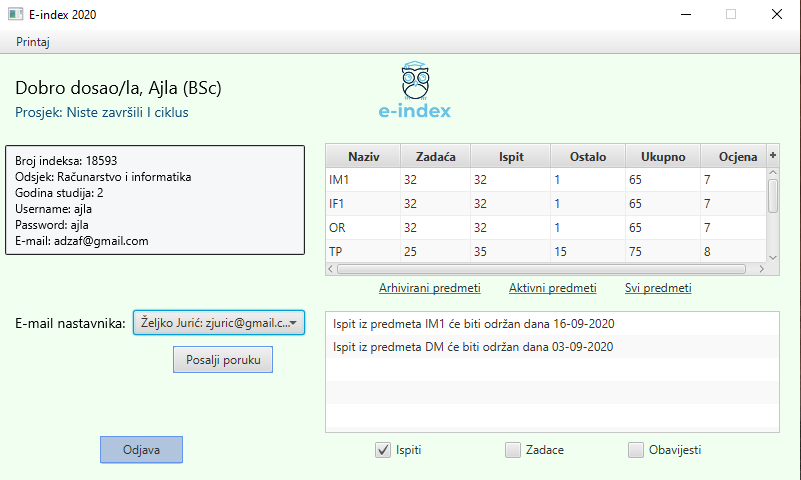 E-index 2020
Printaj
Dobro dosao/la, Ajla (BSc)
Prosjek: Niste završili I ciklus
e-index
Broj indeksa: 18593
Odsjek: Računarstvo i informatika
Godina studija: 2
Username: ajla
Password: ajla
E-mail: adzaf@gmail.com
Naziv Zadaća Ispit Ostalo Ukupno Ocjena +
IM1 32 32 1 65 7
IF1 32 32 1 65 7
OR 32 32 1 65 7
TP 25 35 15 75 8
Arhivirani predmeti Aktivni predmeti Svi predmeti
E-mail nastavnika: Željko Jurić: zjuric@gmail.c...
Posalji poruku
Ispit iz predmeta IM1 će biti održan dana 16-09-2020
Ispit iz predmeta DM će biti održan dana 03-09-2020
Odjava
Ispiti Zadace Obavijesti